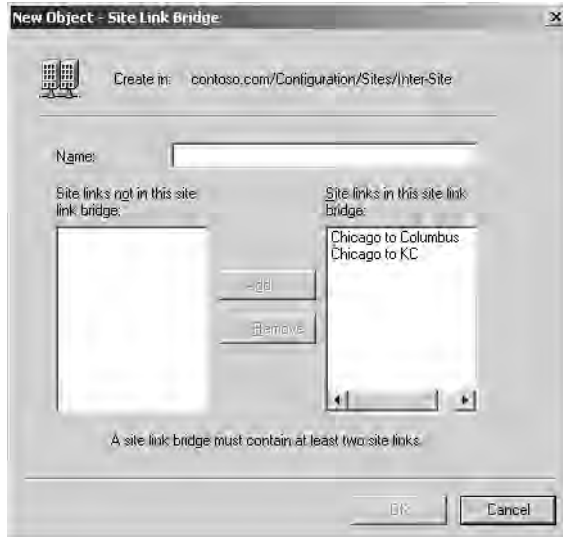 New Object - Site Link Bridge
Create in: contoso.com/Configuration/Sites/Inter-Site
Name:
Site links not in this site link bridge:
Site links in this site link bridge:
Chicago to Columbus
Chicago to KC
Add
Remove
A site link bridge must contain at least two site links.
OK
Cancel